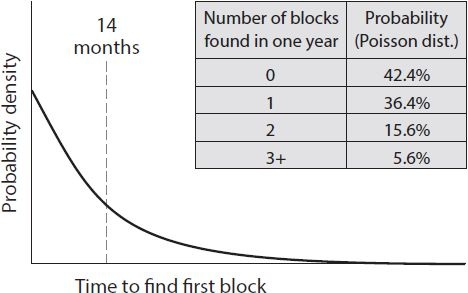 14
months
Probability density
Time to find first block
Number of blocks found in one year Probability (Poisson dist.)
0 42.4%
1 36.4%
2 15.6%
3+ 5.6%